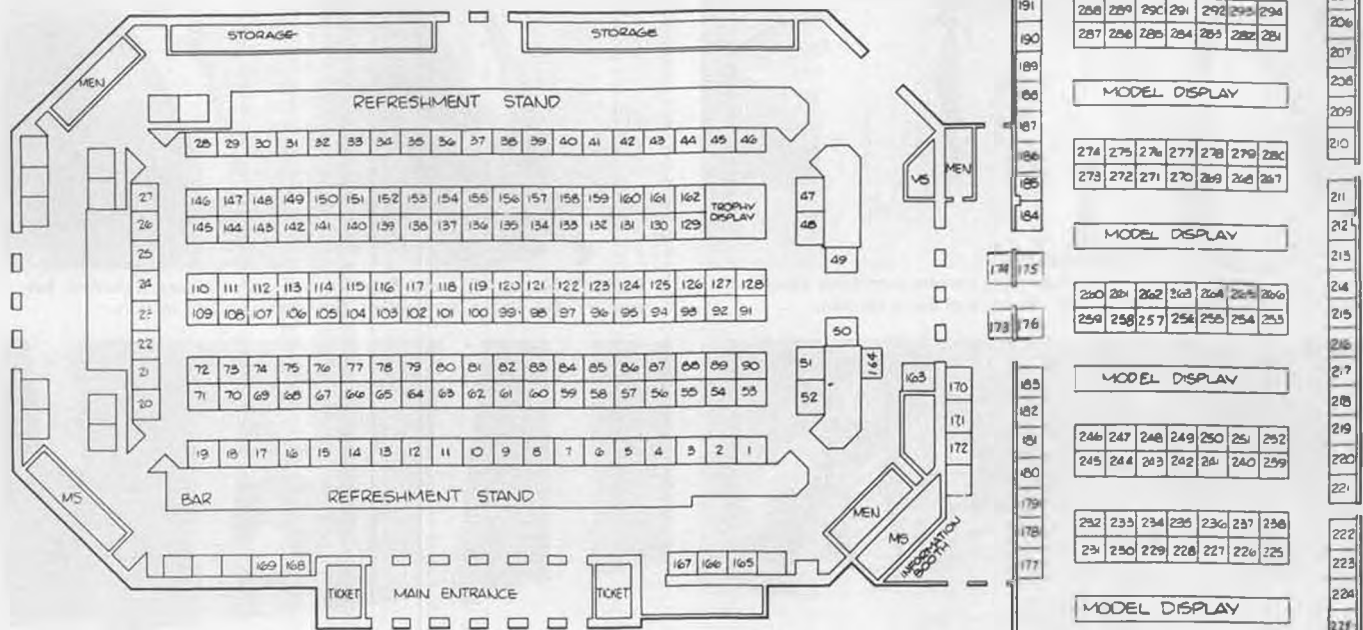 STORAGE STORAGE
MEN
REFRESHMENT STAND
28 29 30 31 32 33 34 35 36 37 38 39 40 41 42 43 44 45 46
146 147 148 149 150 151 152 153 154 155 156 157 158 159 160 161 162 TROPHY DISPLAY
145 144 143 142 141 140 139 138 137 136 135 134 133 132 131 130 129
110 111 112 113 114 115 116 117 118 119 120 121 122 123 124 125 126 127 128
109 108 107 106 105 104 103 102 101 100 99 98 97 96 95 94 93 92 91
72 73 74 75 76 77 78 79 80 81 82 83 84 85 86 87 88 89 90
71 70 69 68 67 66 65 64 63 62 61 60 59 58 57 56 55 54 53
19 18 17 16 15 14 13 12 11 10 9 8 7 6 5 4 3 2 1
BAR REFRESHMENT STAND
27
26
25
24
23
22
21
20
47
48
49
50
51
52
164
163
170
171
172
MEN
MS
MEN
MS
INFORMATION BOOTH
169 168
167 166 165
TICKET MAIN ENTRANCE TICKET
174 175
173 176
191
190
189
188
187
186
185
184
183
182
181
180
179
178
177
288 289 290 291 292 293 294
287 286 285 284 283 282 281
MODEL DISPLAY
274 275 276 277 278 279 280
273 272 271 270 269 268 267
MODEL DISPLAY
260 261 262 263 264 265 266
259 258 257 256 255 254 253
MODEL DISPLAY
246 247 248 249 250 251 252
245 244 243 242 241 240 239
232 233 234 235 236 237 238
231 230 229 228 227 226 225
MODEL DISPLAY
206
207
208
209
210
211
212
213
214
215
216
217
218
219
220
221
222
223
224